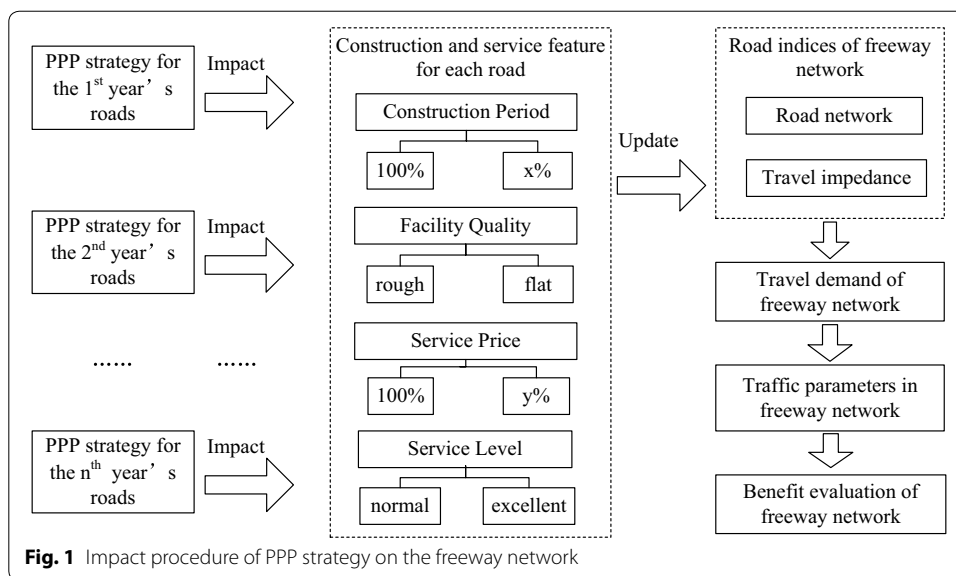 PPP strategy for
the 1st year’s
roads
Impact
PPP strategy for
the 2nd year’s
roads
Impact
......
......
PPP strategy for
the nth year’s
roads
Impact
Construction and service feature
for each road
Construction Period
100%
x%
Facility Quality
rough
flat
Service Price
100%
y%
Service Level
normal
excellent
Update
Road indices of freeway
network
Road network
Travel impedance
Travel demand of
freeway network
Traffic parameters in
freeway network
Benefit evaluation of
freeway network
Fig. 1 Impact procedure of PPP strategy on the freeway network